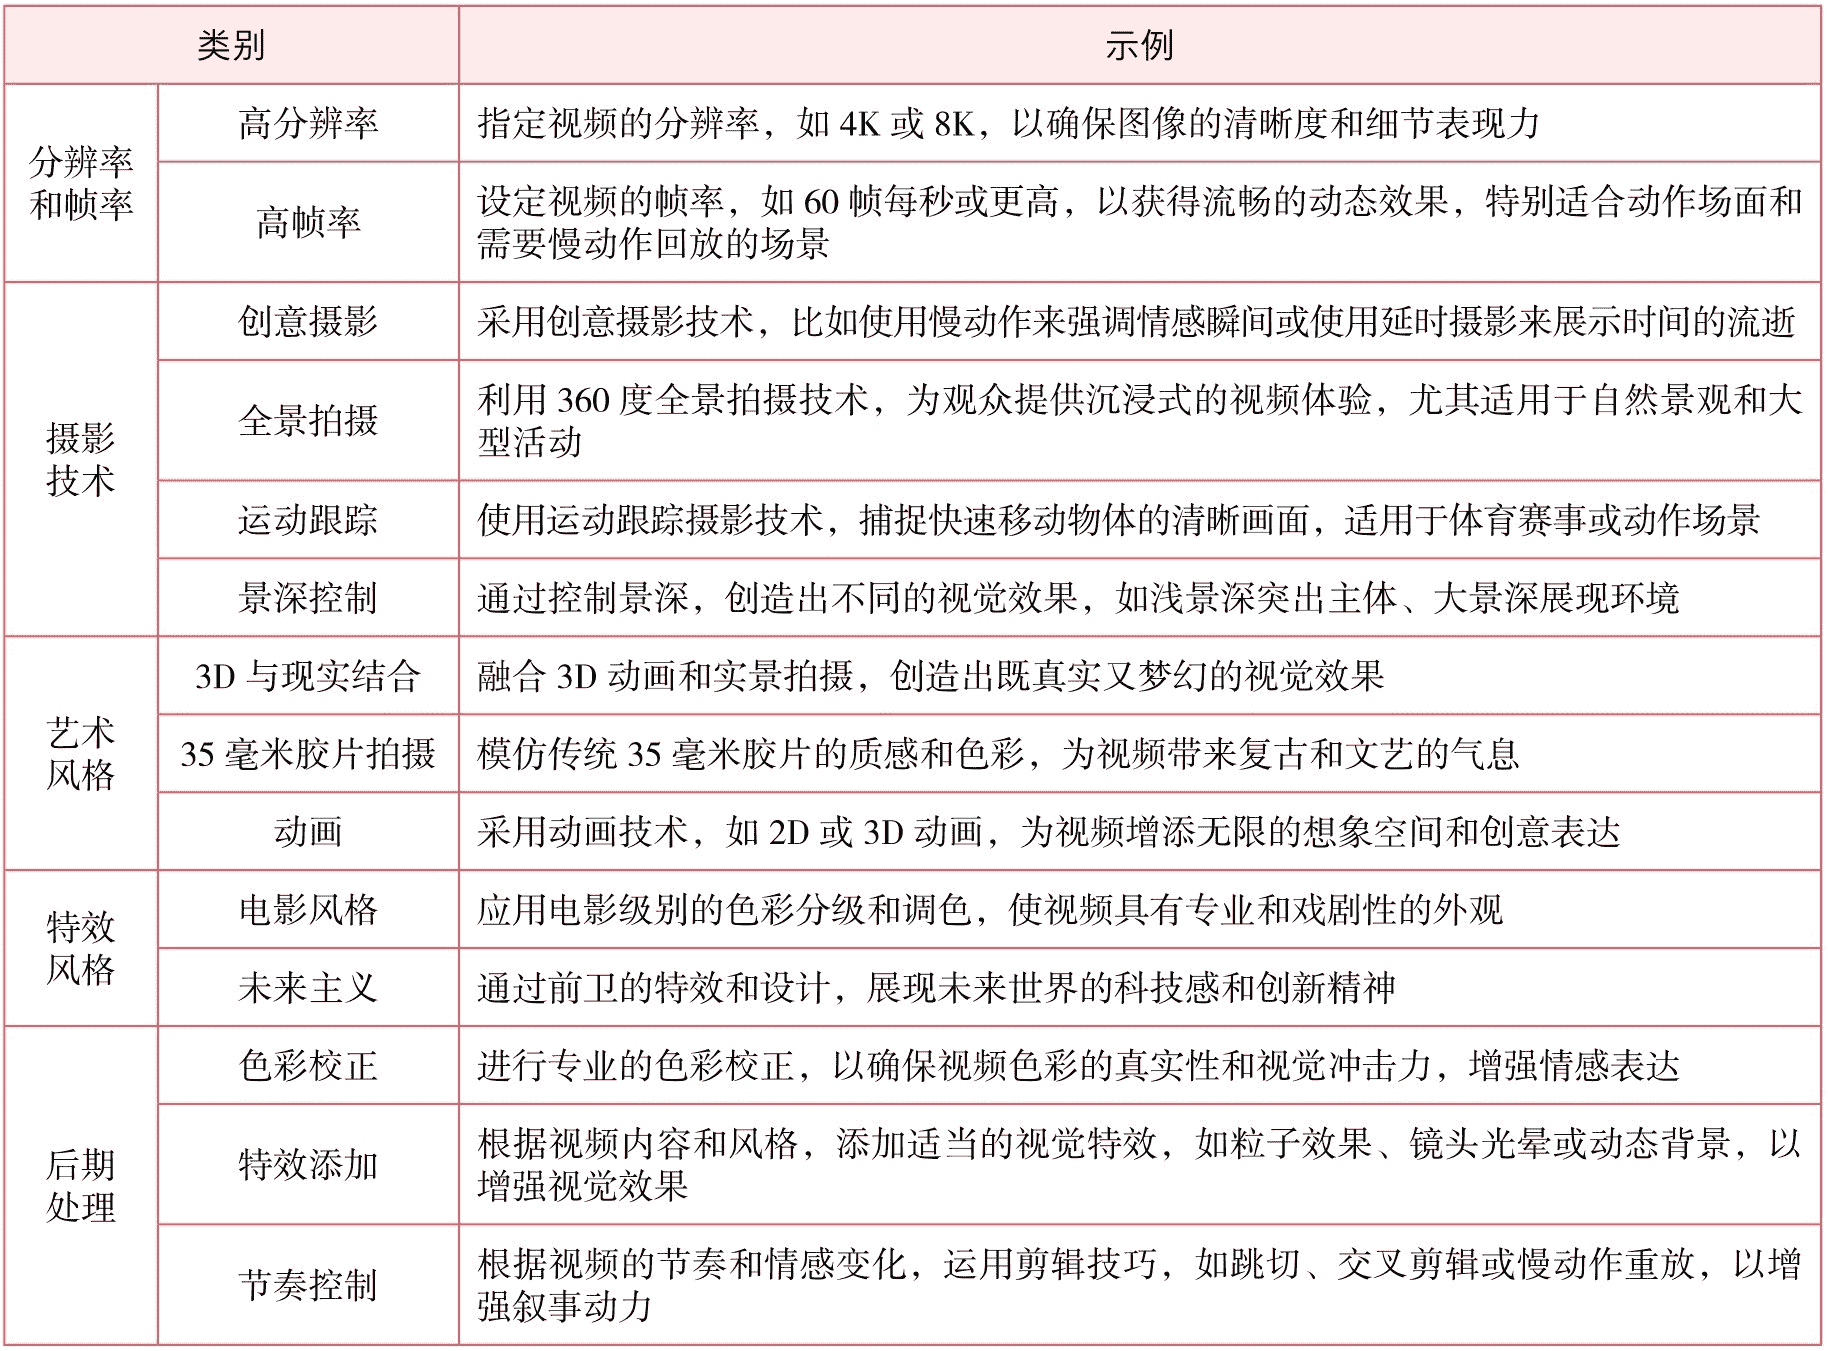 类别
示例
分辨率
和帧率
高分辨率
指定视频的分辨率，如 4K 或 8K，以确保图像的清晰度和细节表现力
高帧率
设定视频的帧率，如 60 帧每秒或更高，以获得流畅的动态效果，特别适合动作场面和
需要慢动作回放的场景
摄影
技术
创意摄影
采用创意摄影技术，比如使用慢动作来强调情感瞬间或使用延时摄影来展示时间的流逝
全景拍摄
利用 360 度全景拍摄技术，为观众提供沉浸式的视频体验，尤其适用于自然景观和大
型活动
运动跟踪
使用运动跟踪摄影技术，捕捉快速移动物体的清晰画面，适用于体育赛事或动作场景
景深控制
通过控制景深，创造出不同的视觉效果，如浅景深突出主体、大景深展现环境
艺术
风格
3D 与现实结合
融合 3D 动画和实景拍摄，创造出既真实又梦幻的视觉效果
35 毫米胶片拍摄
模仿传统 35 毫米胶片的质感和色彩，为视频带来复古和文艺的气息
动画
采用动画技术，如 2D 或 3D 动画，为视频增添无限的想象空间和创意表达
特效
风格
电影风格
应用电影级别的色彩分级和调色，使视频具有专业和戏剧性的外观
未来主义
通过前卫的特效和设计，展现未来世界的科技感和创新精神
后期
处理
色彩校正
进行专业的色彩校正，以确保视频色彩的真实性和视觉冲击力，增强情感表达
特效添加
根据视频内容和风格，添加适当的视觉特效，如粒子效果、镜头光晕或动态背景，以
增强视觉效果
节奏控制
根据视频的节奏和情感变化，运用剪辑技巧，如跳切、交叉剪辑或慢动作重放，以增
强叙事动力